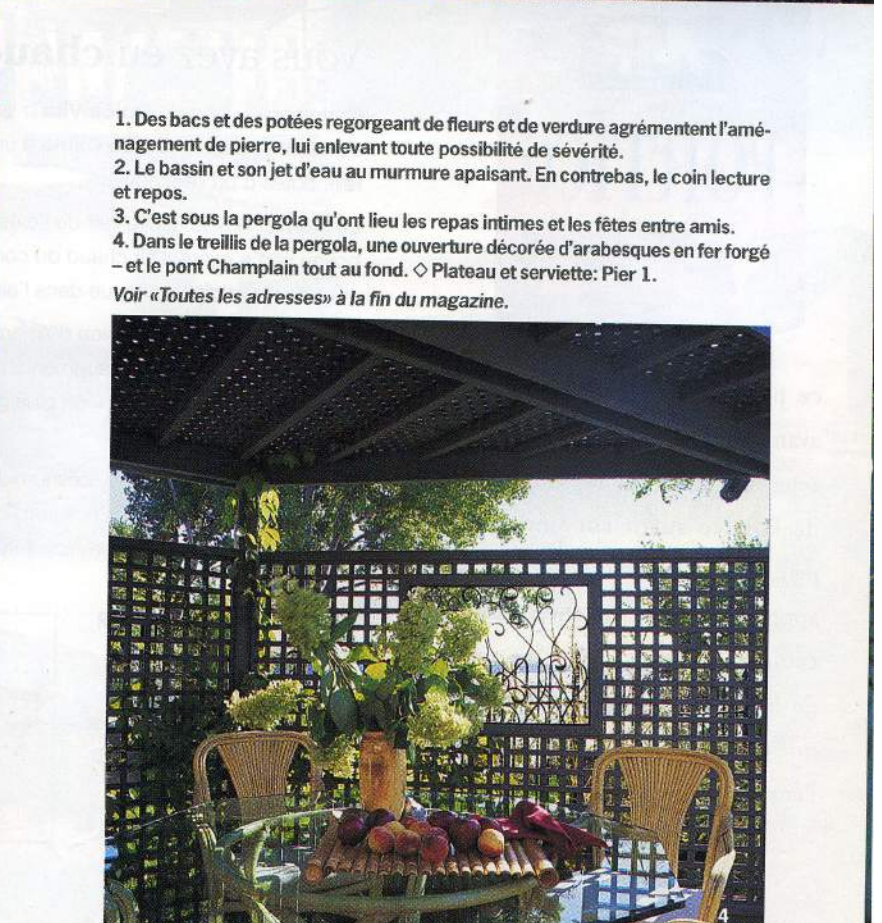 vous avez eu chau
1. Des bacs et des potées regorgeant de fleurs et de verdure agrémentent l'amé-
nagement de pierre, lui enlevant toute possibilité de sévérité.
2. Le bassin et son jet d'eau au murmure apaisant. En contrebas, le coin lecture
et repos.
3. C'est sous la pergola qu'ont lieu les repas intimes et les fêtes entre amis.
4. Dans le treillis de la pergola, une ouverture décorée d'arabesques en fer forgé
– et le pont Champlain tout au fond. ◇ Plateau et serviette: Pier 1.
Voir «Toutes les adresses» à la fin du magazine.
4